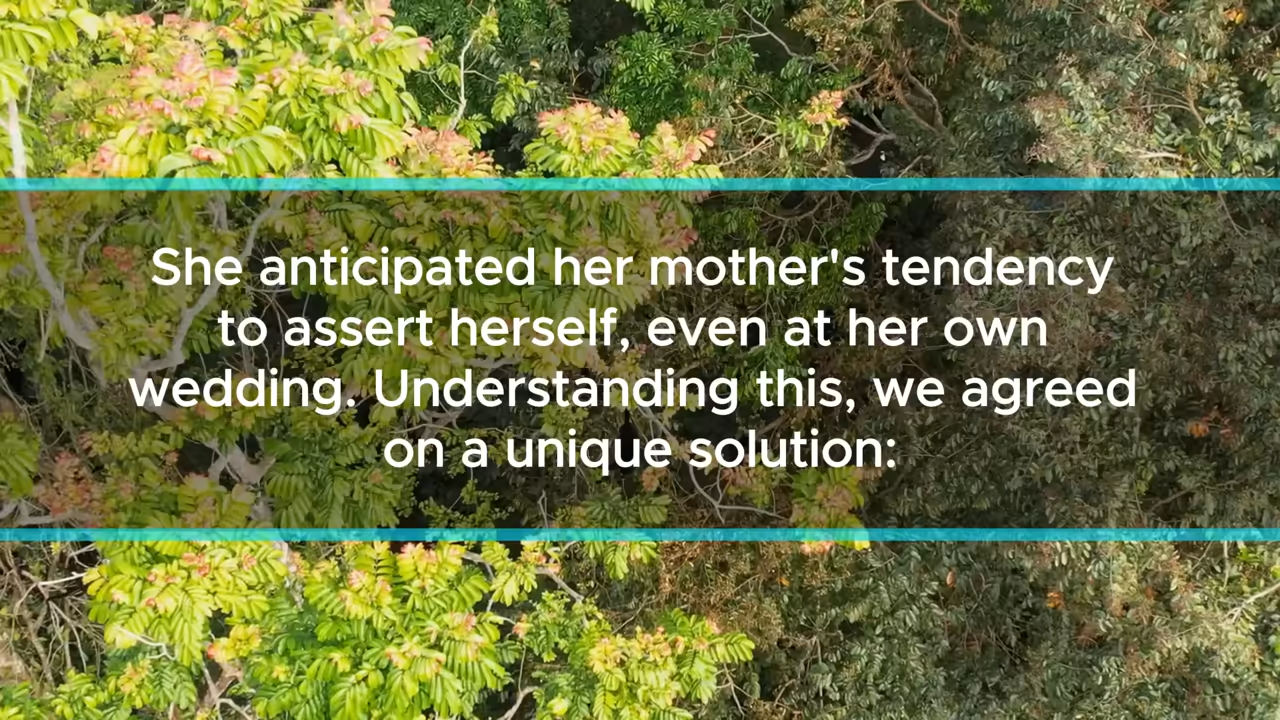 She anticipated her mother's tendency
to assert herself, even at her own
wedding. Understanding this, we agreed
on a unique solution: